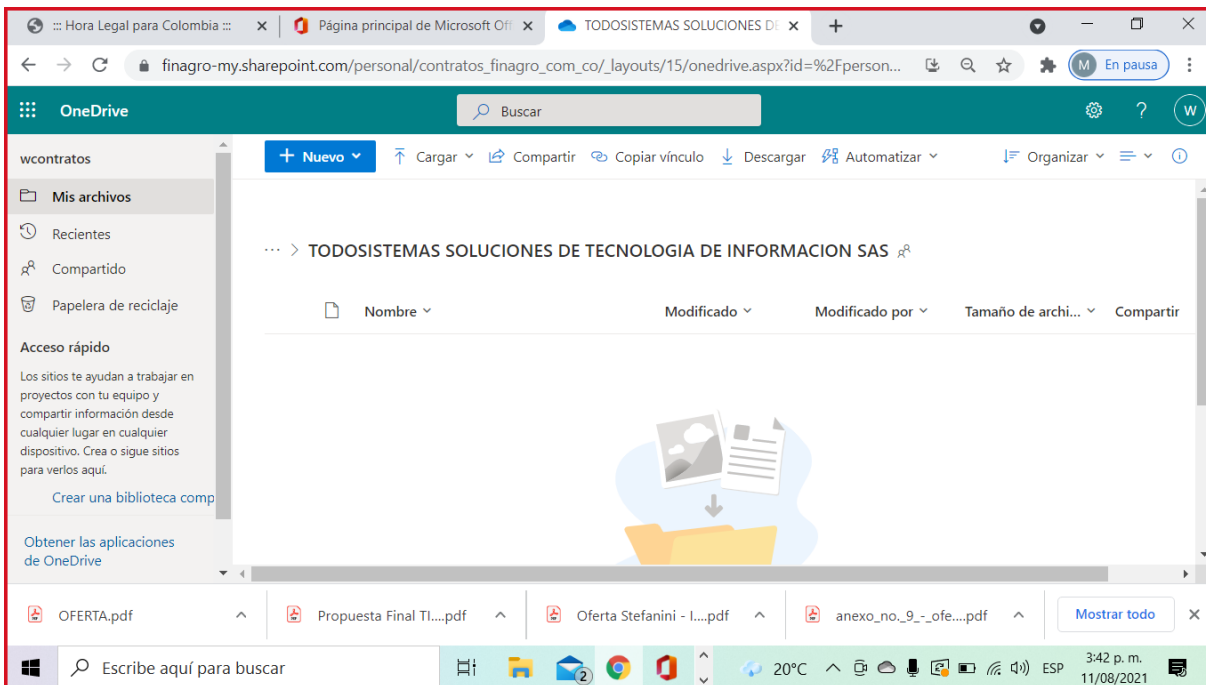 ::: Hora Legal para Colombia :::
Página principal de Microsoft Off
TODOSISTEMAS SOLUCIONES DE
finagro-my.sharepoint.com/personal/contratos_finagro_com_co/_layouts/15/onedrive.aspx?id=%2Fperson...
M En pausa
OneDrive
Buscar
?
W
wcontratos
Mis archivos
Recientes
Compartido
Papelera de reciclaje
Acceso rápido
Los sitios te ayudan a trabajar en
proyectos con tu equipo y
compartir información desde
cualquier lugar en cualquier
dispositivo. Crea o sigue sitios
para verlos aquí.
Crear una biblioteca comp
Obtener las aplicaciones
de OneDrive
+ Nuevo
Cargar
Compartir
Copiar vínculo
Descargar
Automatizar
Organizar
··· > TODOSISTEMAS SOLUCIONES DE TECNOLOGIA DE INFORMACION SAS
Nombre
Modificado
Modificado por
Tamaño de archi...
Compartir
OFERTA.pdf
Propuesta Final TI....pdf
Oferta Stefanini - I....pdf
anexo_no._9_-_ofe....pdf
Mostrar todo
Escribe aquí para buscar
2
20°C
ESP
3:42 p. m.
11/08/2021